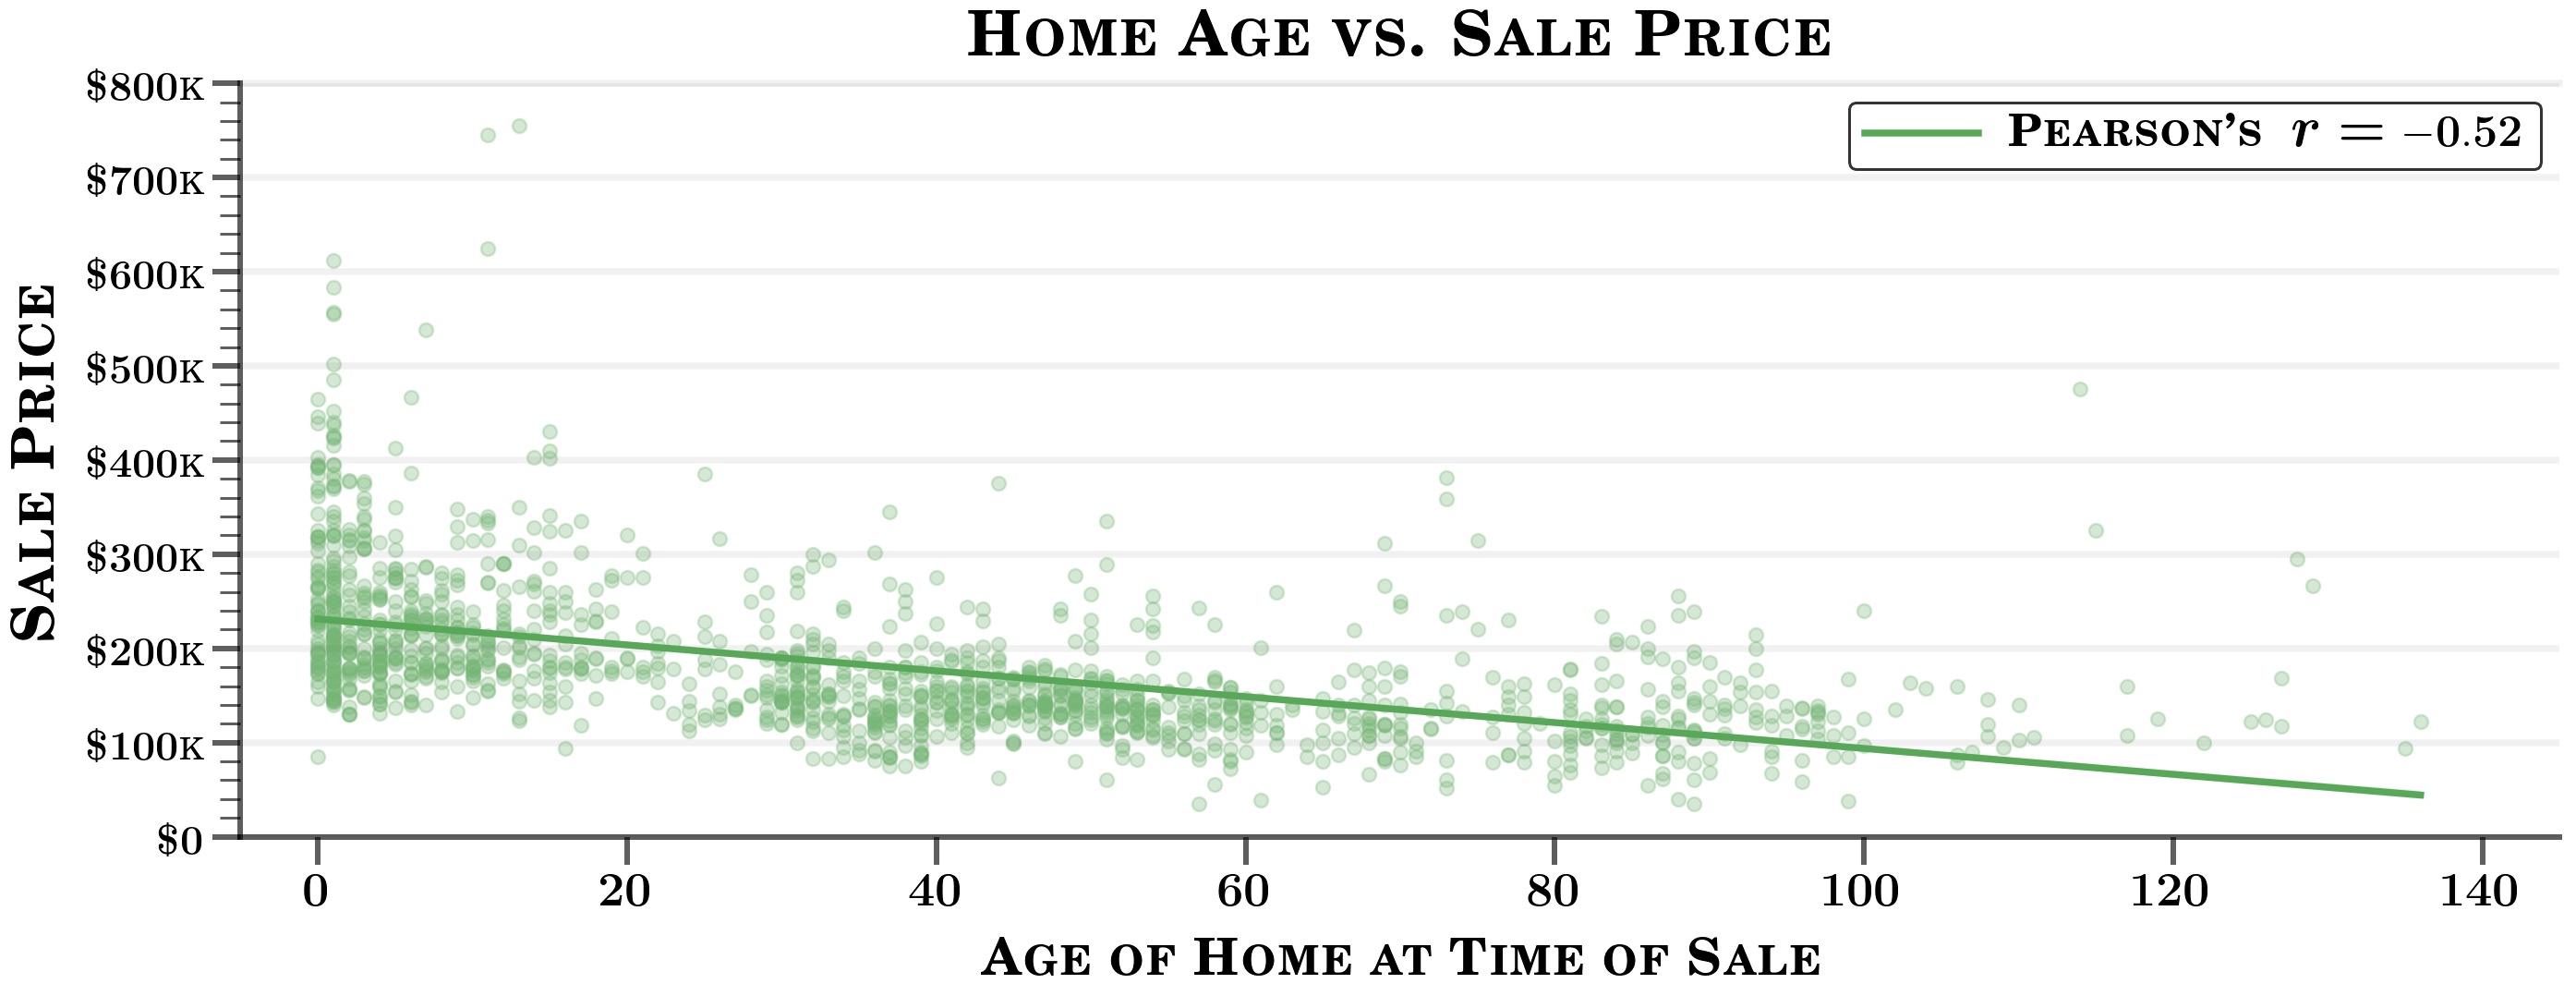 Home Age vs. Sale Price
$800K
$700K
$600K
$500K
$400K
$300K
$200K
$100K
$0
Sale Price
Pearson's r = −0.52
0 20 40 60 80 100 120 140
Age of Home at Time of Sale